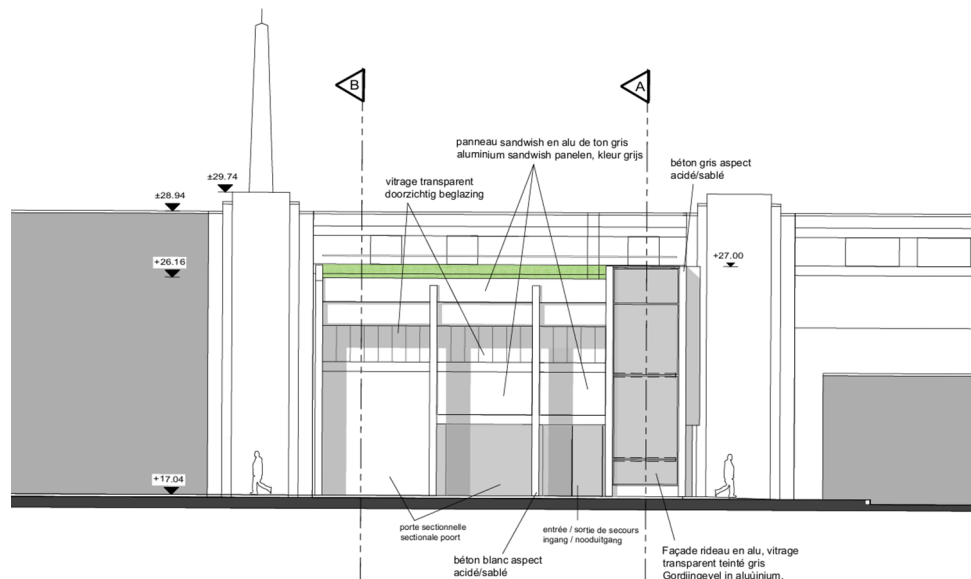 B
A
panneau sandwish en alu de ton gris
aluminium sandwish panelen, kleur grijs
béton gris aspect
acidé/sablé
vitrage transparent
doorzichtig beglazing
±29.74
±28.94
+26.16
+27.00
+17.04
porte sectionnelle
sectionale poort
entrée / sortie de secours
ingang / nooduitgang
béton blanc aspect
acidé/sablé
Façade rideau en alu, vitrage
transparent teinté gris
Gordijngevel in aluùinium,